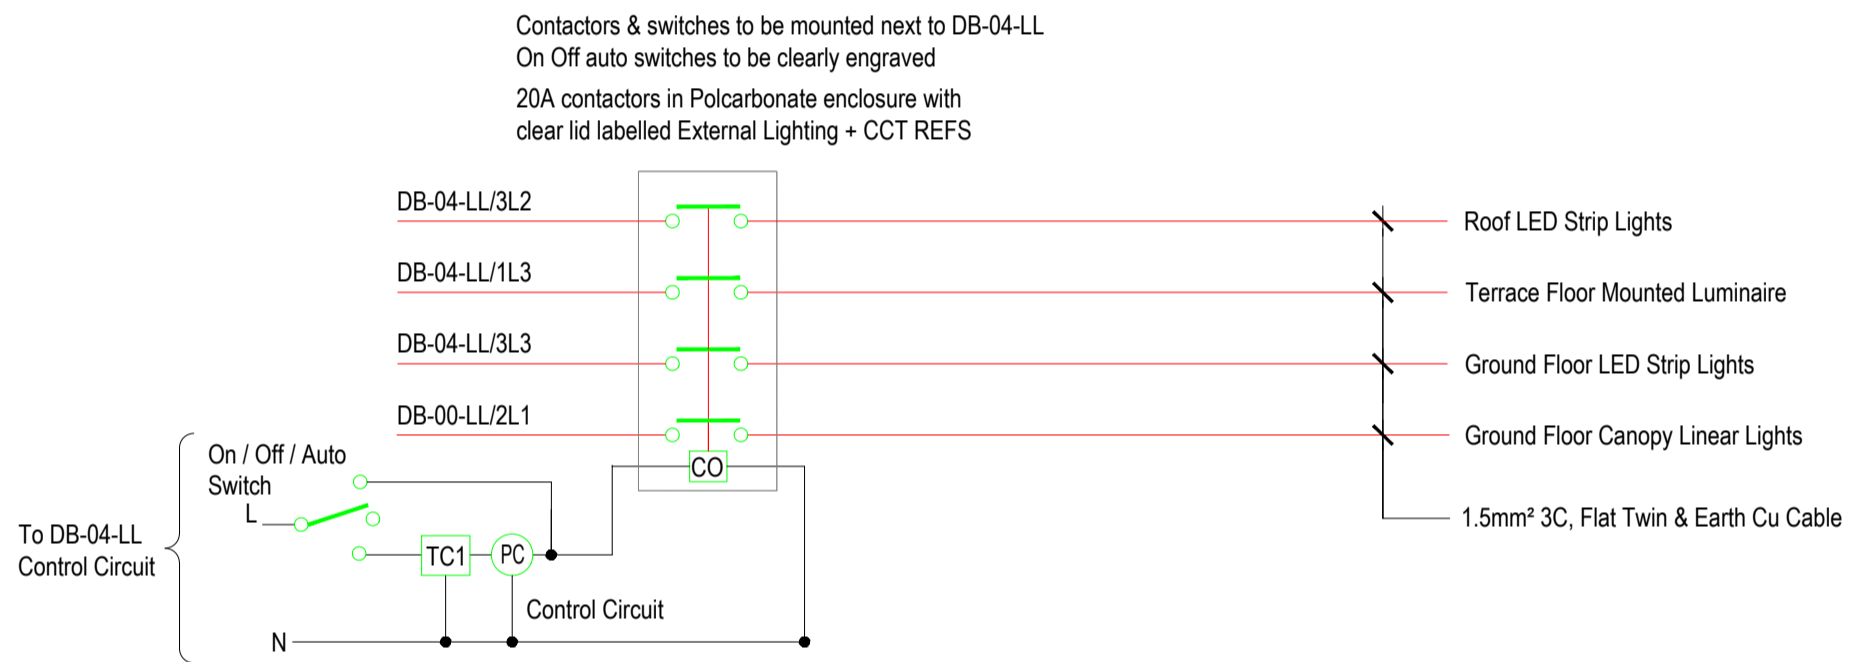 Contactors & switches to be mounted next to DB-04-LL
On Off auto switches to be clearly engraved
20A contactors in Polcarbonate enclosure with
clear lid labelled External Lighting + CCT REFS
DB-04-LL/3L2
Roof LED Strip Lights
DB-04-LL/1L3
Terrace Floor Mounted Luminaire
DB-04-LL/3L3
Ground Floor LED Strip Lights
DB-00-LL/2L1
Ground Floor Canopy Linear Lights
CO
On / Off / Auto
Switch
L
1.5mm² 3C, Flat Twin & Earth Cu Cable
To DB-04-LL
Control Circuit
TC1
PC
Control Circuit
N